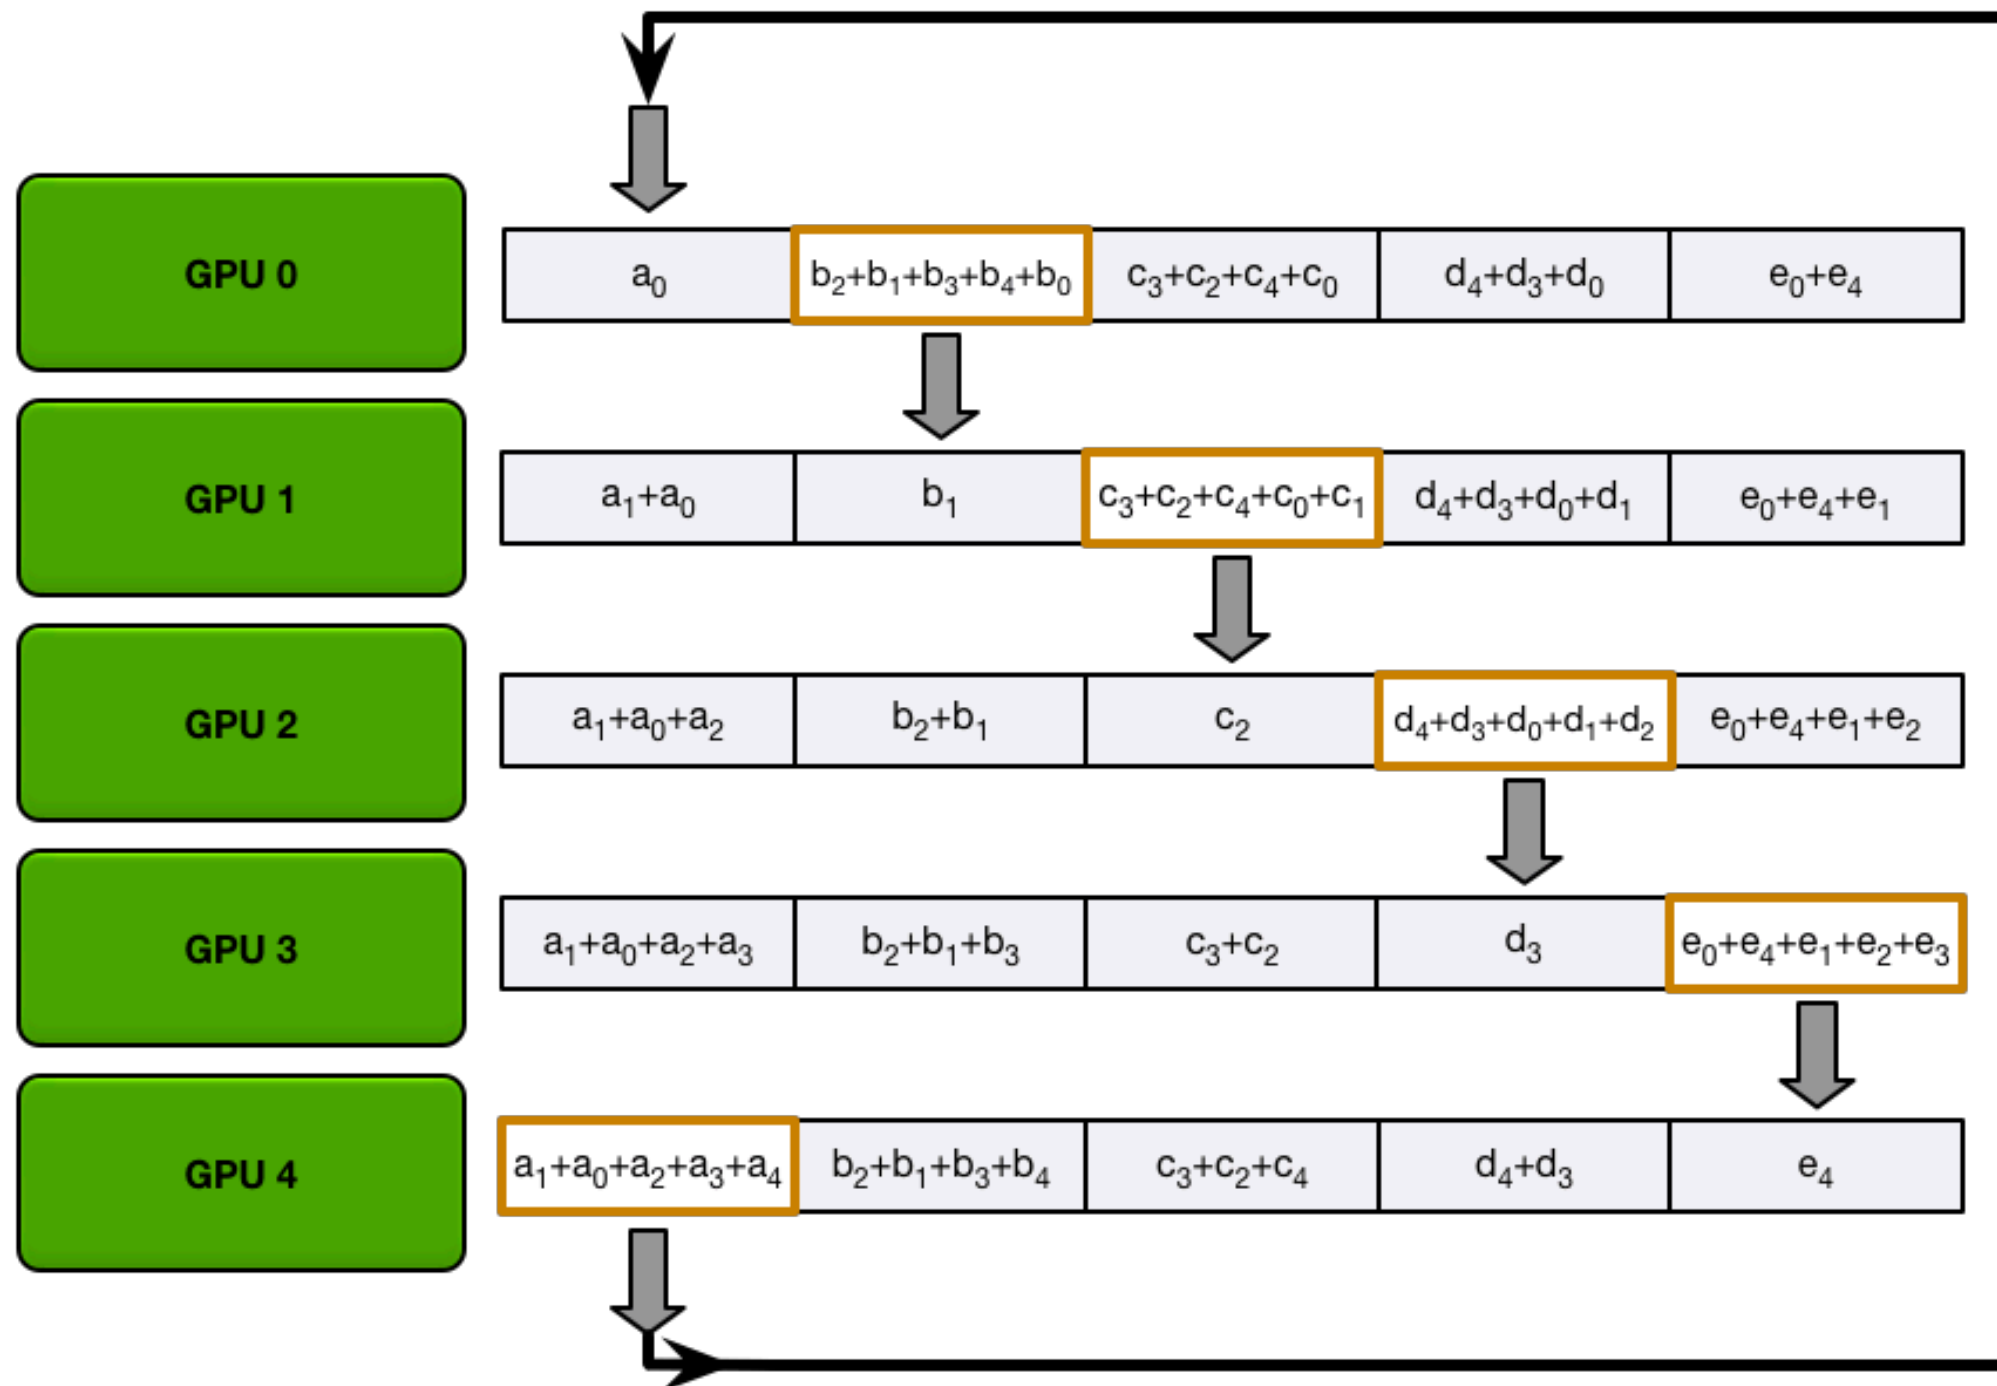 GPU 0 a₀ b₂+b₁+b₃+b₄+b₀ c₃+c₂+c₄+c₀ d₄+d₃+d₀ e₀+e₄
GPU 1 a₁+a₀ b₁ c₃+c₂+c₄+c₀+c₁ d₄+d₃+d₀+d₁ e₀+e₄+e₁
GPU 2 a₁+a₀+a₂ b₂+b₁ c₂ d₄+d₃+d₀+d₁+d₂ e₀+e₄+e₁+e₂
GPU 3 a₁+a₀+a₂+a₃ b₂+b₁+b₃ c₃+c₂ d₃ e₀+e₄+e₁+e₂+e₃
GPU 4 a₁+a₀+a₂+a₃+a₄ b₂+b₁+b₃+b₄ c₃+c₂+c₄ d₄+d₃ e₄